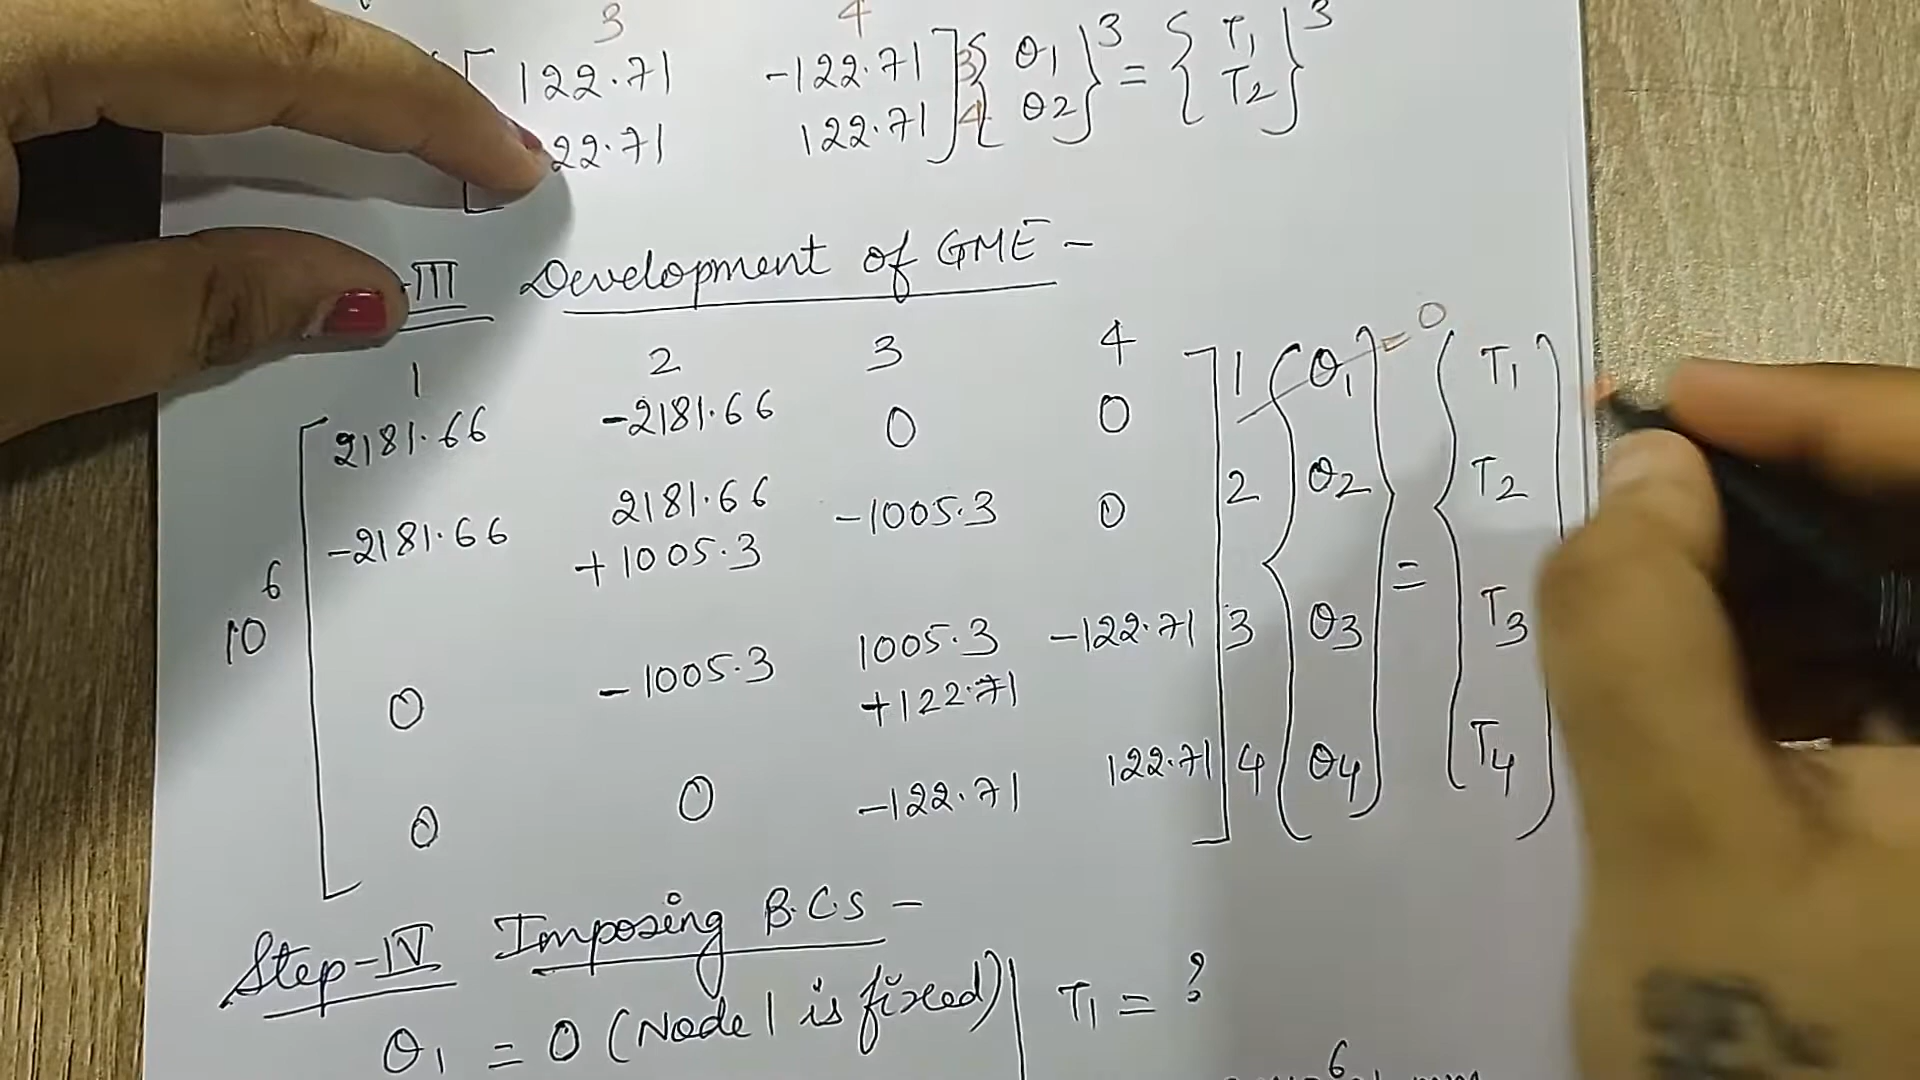 3 4
[ 122.71 -122.71 ] 3 { θ1 }³ = { T1 }³
22.71 122.71 ] 4 { θ2 } { T2 }
-III Development of GME -
1 2 3 4
2181.66 -2181.66 0 0 1 θ1 = 0 T1
-2181.66 2181.66 +1005.3 -1005.3 0 2 θ2 T2
10⁶ =
0 -1005.3 1005.3 +122.71 -122.71 3 θ3 T3
0 0 -122.71 122.71 4 θ4 T4
Step-IV Imposing B.C.S -
θ1 = 0 (Node 1 is fixed) | T1 = ?
6